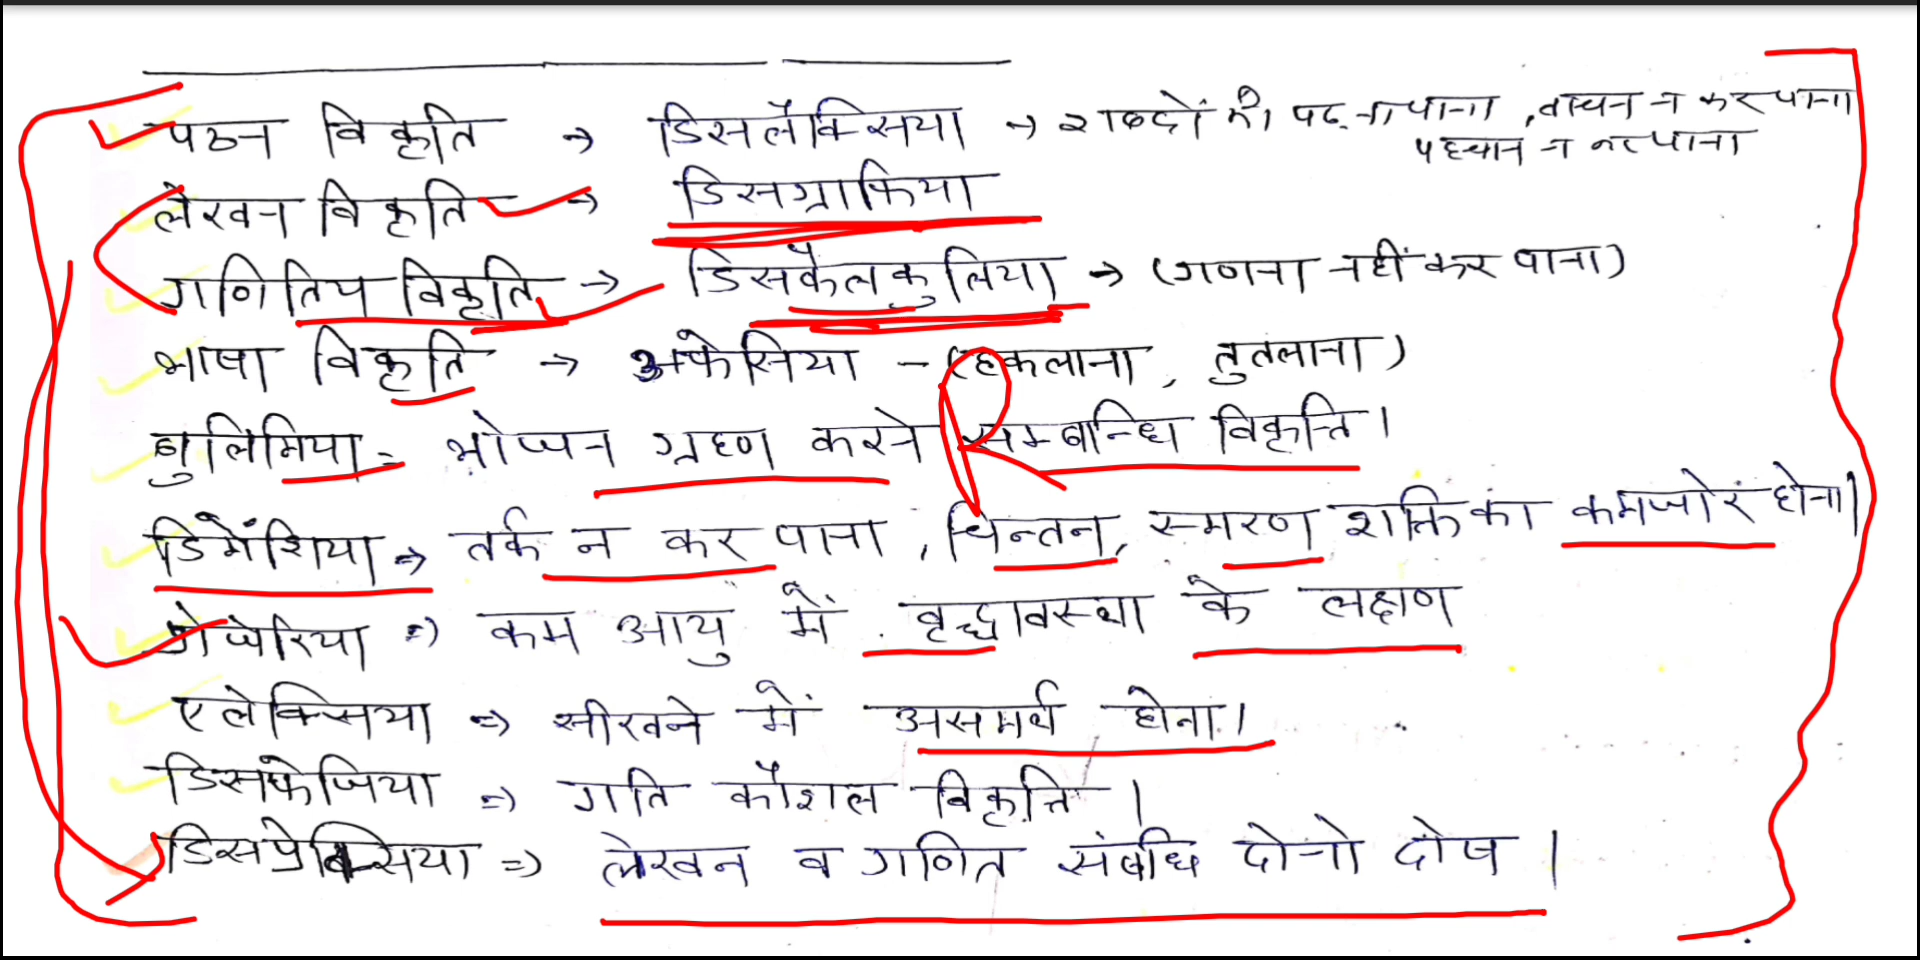 पठन विकृति → डिसलैक्सिया → शब्दों को पढ़ ना पाना, वाचन न कर पाना
पहचान न कर पाना
लेखन विकृति → डिसग्राफिया
गणितिय विकृति → डिसकैलकुलिया → (गणना नहीं कर पाना)
भाषा विकृति → अफेसिया - (हकलाना, तुतलाना)
बुलिमिया = भोजन ग्रहण करने सम्बन्धि विकृत्ति।
डिमेंशिया => तर्क न कर पाना, चिन्तन, स्मरण शक्ति का कमजोर होना।
प्रोजेरिया => कम आयु में वृद्धावस्था के लक्षण
एलेक्सिया => सीखने में असमर्थ होना।
डिसफेजिया => गति कौशल विकृत्ति।
डिसप्रेक्सिया => लेखन व गणित संबंधि दोनो दोष।